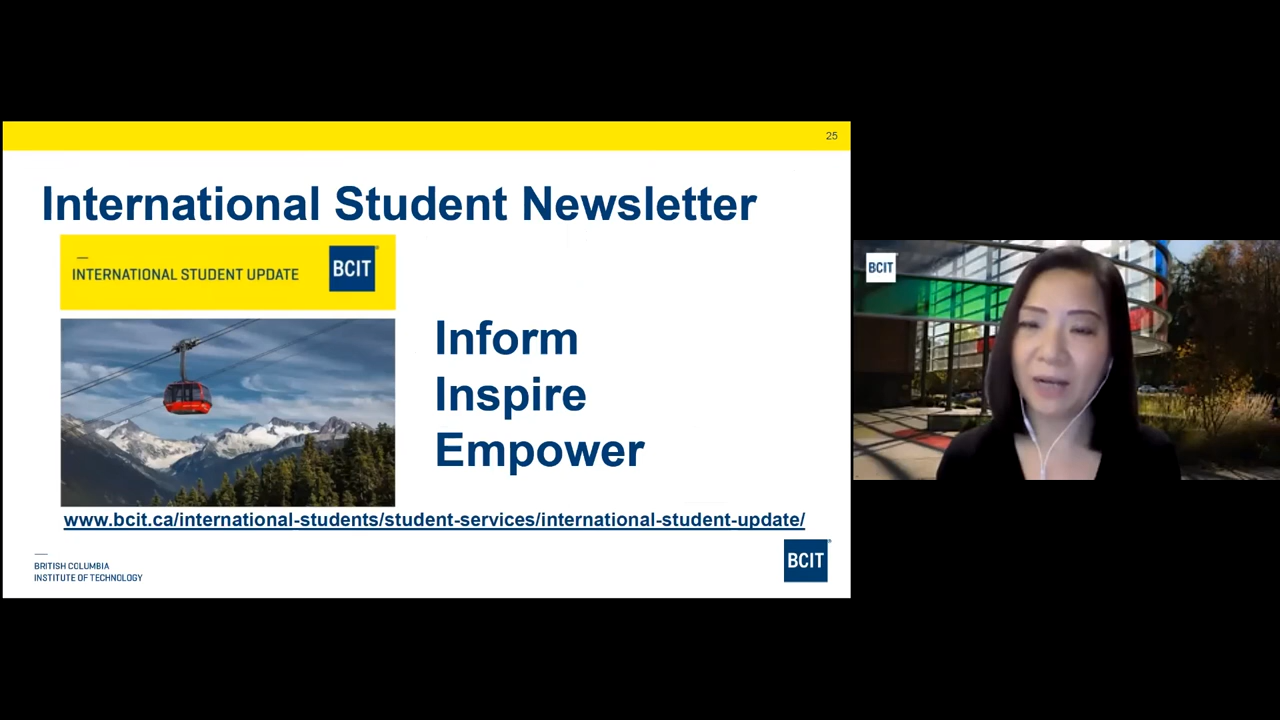 25
International Student Newsletter
INTERNATIONAL STUDENT UPDATE
BCIT®
Inform
Inspire
Empower
www.bcit.ca/international-students/student-services/international-student-update/
BRITISH COLUMBIA
INSTITUTE OF TECHNOLOGY
BCIT®
BCIT